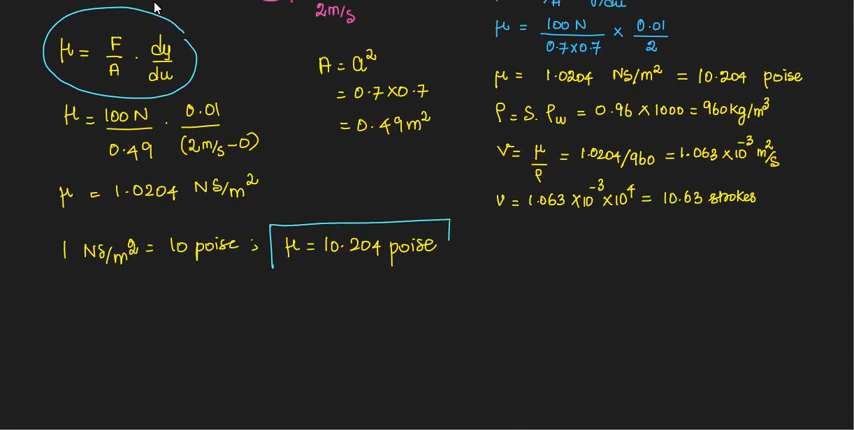 2m/s
μ = F/A · dy/du
μ = 100N/0.49 · 0.01/(2m/s-0)
μ = 1.0204 NS/m²
1 NS/m² = 10 poise ; μ = 10.204 poise
A = a²
= 0.7×0.7
= 0.49m²
μ = 100N/0.7×0.7 × 0.01/2
μ = 1.0204 NS/m² = 10.204 poise
ρ = S. ρw = 0.96 × 1000 = 960kg/m³
ν = μ/ρ = 1.0204/960 = 1.063 ×10⁻³ m²/s
ν = 1.063 ×10⁻³ ×10⁴ = 10.63 strokes